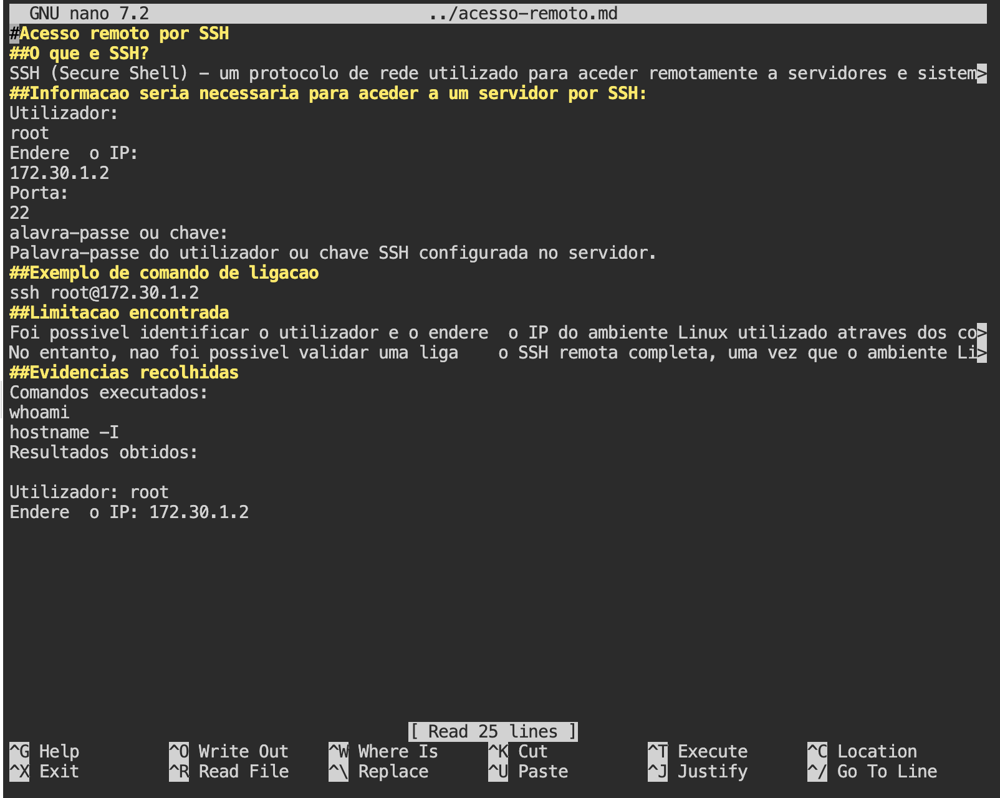 GNU nano 7.2 ../acesso-remoto.md
#Acesso remoto por SSH
##O que e SSH?
SSH (Secure Shell) - um protocolo de rede utilizado para aceder remotamente a servidores e sistem>
##Informacao seria necessaria para aceder a um servidor por SSH:
Utilizador:
root
Endere  o IP:
172.30.1.2
Porta:
22
alavra-passe ou chave:
Palavra-passe do utilizador ou chave SSH configurada no servidor.
##Exemplo de comando de ligacao
ssh root@172.30.1.2
##Limitacao encontrada
Foi possivel identificar o utilizador e o endere  o IP do ambiente Linux utilizado atraves dos co>
No entanto, nao foi possivel validar uma liga    o SSH remota completa, uma vez que o ambiente Li>
##Evidencias recolhidas
Comandos executados:
whoami
hostname -I
Resultados obtidos:
Utilizador: root
Endere  o IP: 172.30.1.2
[ Read 25 lines ]
^G Help ^O Write Out ^W Where Is ^K Cut ^T Execute ^C Location
^X Exit ^R Read File ^\ Replace ^U Paste ^J Justify ^/ Go To Line